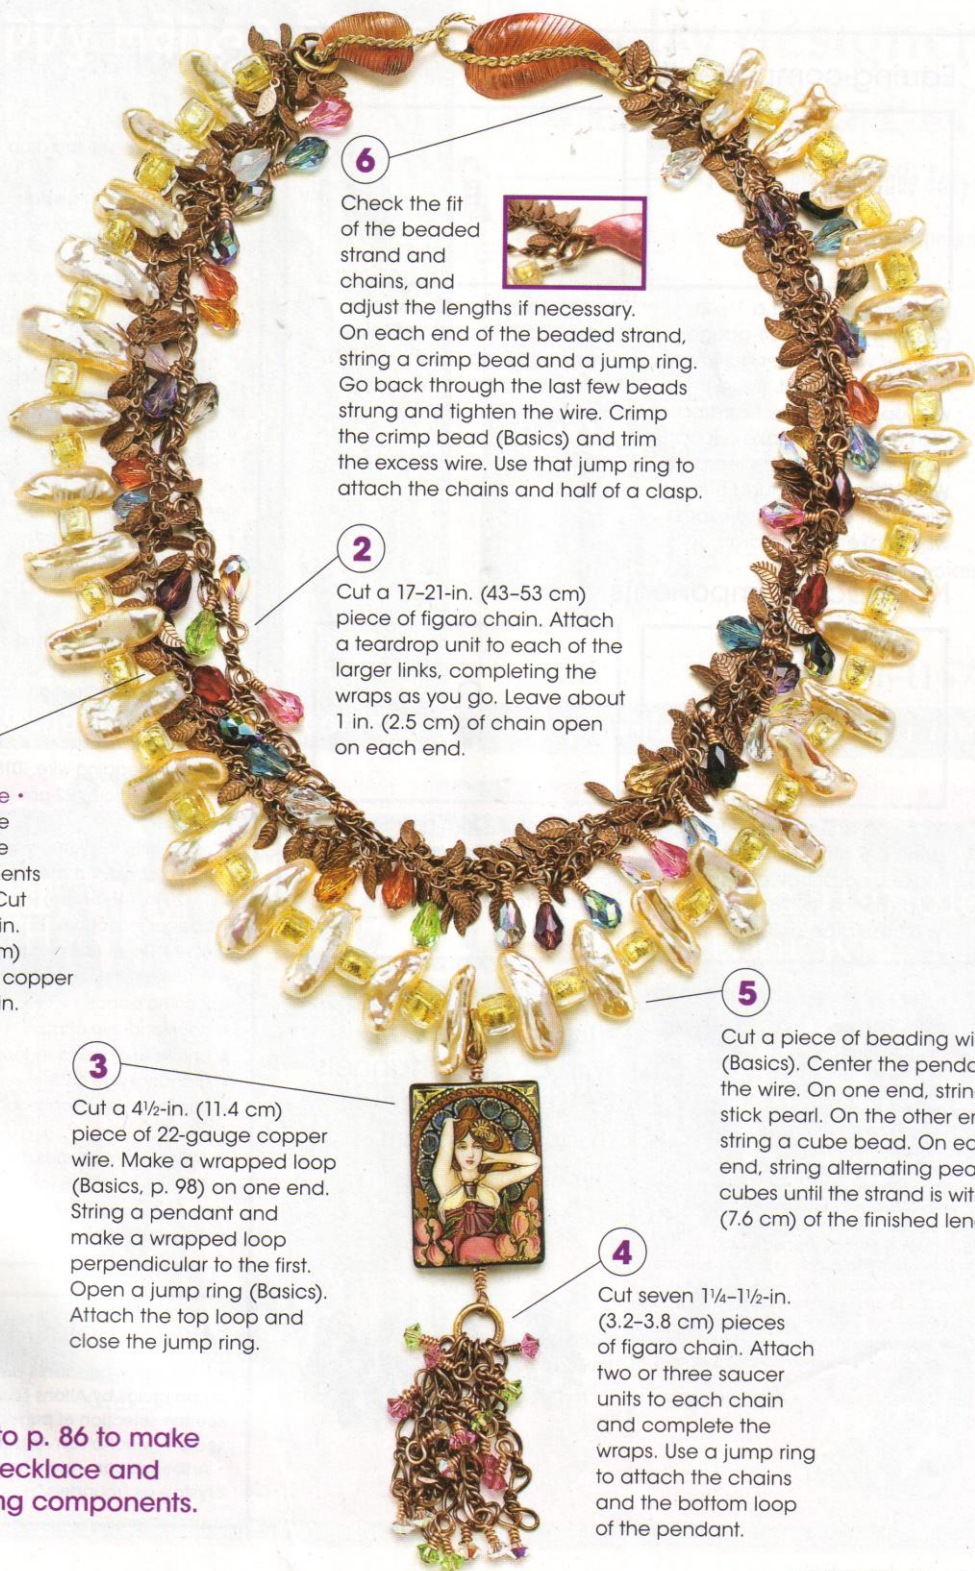 6
Check the fit
of the beaded
strand and
chains, and
adjust the lengths if necessary.
On each end of the beaded strand,
string a crimp bead and a jump ring.
Go back through the last few beads
strung and tighten the wire. Crimp
the crimp bead (Basics) and trim
the excess wire. Use that jump ring to
attach the chains and half of a clasp.
2
Cut a 17–21-in. (43–53 cm)
piece of figaro chain. Attach
a teardrop unit to each of the
larger links, completing the
wraps as you go. Leave about
1 in. (2.5 cm) of chain open
on each end.
e •
e
e
ents
Cut
in.
m)
copper
in.
3
Cut a 4½-in. (11.4 cm)
piece of 22-gauge copper
wire. Make a wrapped loop
(Basics, p. 98) on one end.
String a pendant and
make a wrapped loop
perpendicular to the first.
Open a jump ring (Basics).
Attach the top loop and
close the jump ring.
5
Cut a piece of beading wi
(Basics). Center the penda
the wire. On one end, strin
stick pearl. On the other en
string a cube bead. On ea
end, string alternating pea
cubes until the strand is wit
(7.6 cm) of the finished len
4
Cut seven 1¼–1½-in.
(3.2–3.8 cm) pieces
of figaro chain. Attach
two or three saucer
units to each chain
and complete the
wraps. Use a jump ring
to attach the chains
and the bottom loop
of the pendant.
to p. 86 to make
ecklace and
ng components.